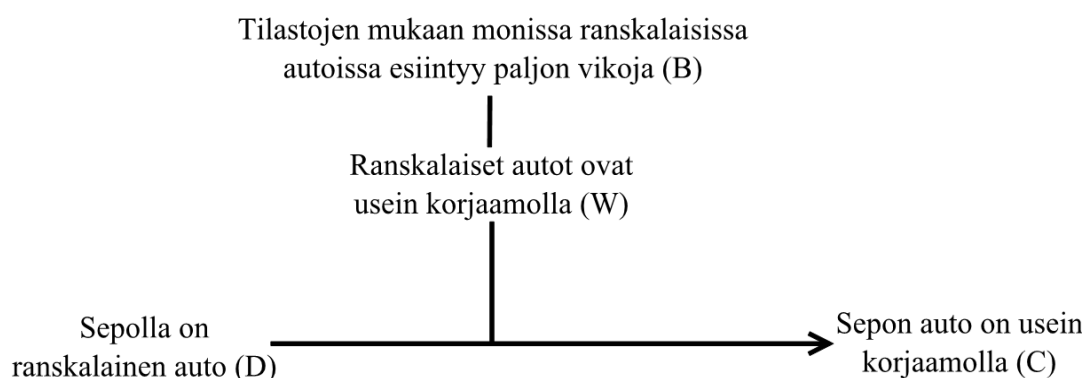 Tilastojen mukaan monissa ranskalaisissa
autoissa esiintyy paljon vikoja (B)
Ranskalaiset autot ovat
usein korjaamolla (W)
Sepolla on
ranskalainen auto (D)
Sepon auto on usein
korjaamolla (C)